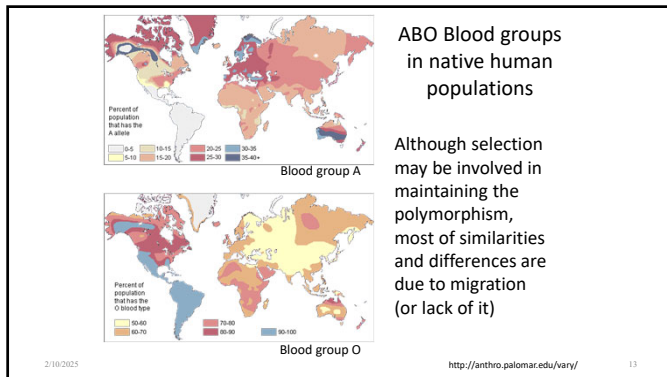 ABO Blood groups
in native human
populations
Percent of
population
that has the
A allele
0-5
5-10
10-15
15-20
20-25
25-30
30-35
35-40+
Blood group A
Although selection
may be involved in
maintaining the
polymorphism,
most of similarities
and differences are
due to migration
(or lack of it)
Percent of
population
that has the
O blood type
50-60
60-70
70-80
80-90
90-100
Blood group O
2/10/2025
http://anthro.palomar.edu/vary/
13